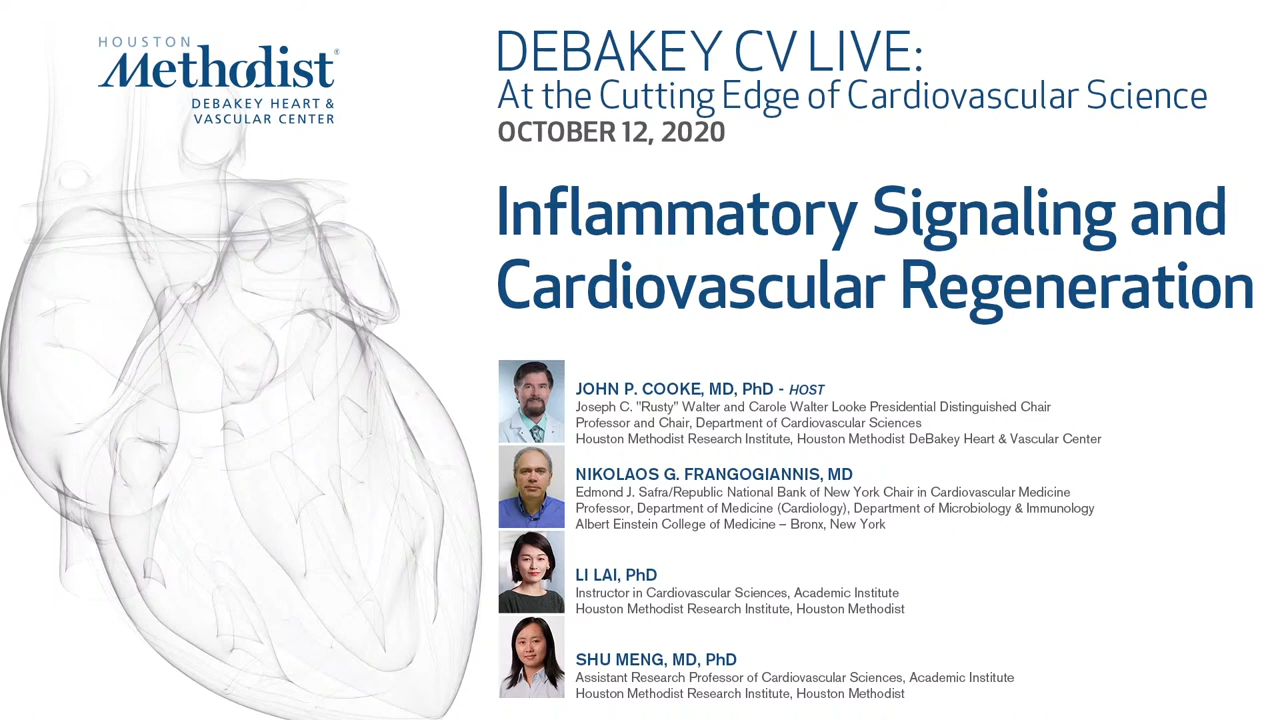 HOUSTON
Methodist®
DEBAKEY HEART &
VASCULAR CENTER
DEBAKEY CV LIVE:
At the Cutting Edge of Cardiovascular Science
OCTOBER 12, 2020
Inflammatory Signaling and
Cardiovascular Regeneration
JOHN P. COOKE, MD, PhD - HOST
Joseph C. "Rusty" Walter and Carole Walter Looke Presidential Distinguished Chair
Professor and Chair, Department of Cardiovascular Sciences
Houston Methodist Research Institute, Houston Methodist DeBakey Heart & Vascular Center
NIKOLAOS G. FRANGOGIANNIS, MD
Edmond J. Safra/Republic National Bank of New York Chair in Cardiovascular Medicine
Professor, Department of Medicine (Cardiology), Department of Microbiology & Immunology
Albert Einstein College of Medicine – Bronx, New York
LI LAI, PhD
Instructor in Cardiovascular Sciences, Academic Institute
Houston Methodist Research Institute, Houston Methodist
SHU MENG, MD, PhD
Assistant Research Professor of Cardiovascular Sciences, Academic Institute
Houston Methodist Research Institute, Houston Methodist